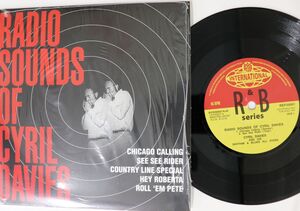 RADIO
SOUNDS
OF
CYRIL
DAVIES
CHICAGO CALLING
SEE SEE RIDER
COUNTRY LINE SPECIAL
HEY ROBERTA
ROLL 'EM PETE
INTERNATIONAL
R&B
series
RADIO SOUNDS OF CYRIL DAVIES
CYRIL DAVIES